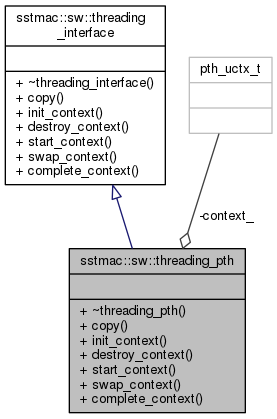 sstmac::sw::threading
_interface
+ ~threading_interface()
+ copy()
+ init_context()
+ destroy_context()
+ start_context()
+ swap_context()
+ complete_context()
pth_uctx_t
-context_
sstmac::sw::threading_pth
+ ~threading_pth()
+ copy()
+ init_context()
+ destroy_context()
+ start_context()
+ swap_context()
+ complete_context()